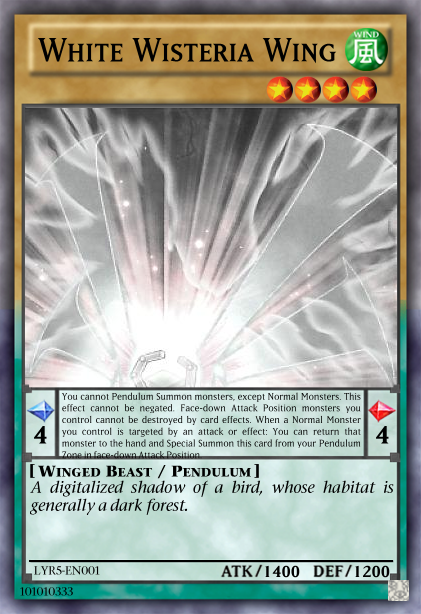 White Wisteria Wing
WIND
風
You cannot Pendulum Summon monsters, except Normal Monsters. This
effect cannot be negated. Face-down Attack Position monsters you
control cannot be destroyed by card effects. When a Normal Monster
you control is targeted by an attack or effect: You can return
that monster to the hand and Special Summon this card from your Pendulum
Zone in face-down Attack Position.
4
4
[ Winged Beast / Pendulum ]
A digitalized shadow of a bird, whose habitat is
generally a dark forest.
LYR5-EN001
ATK/1400 DEF/1200
101010333